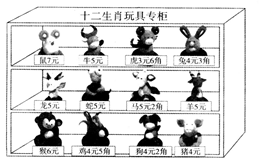 十二生肖玩具专柜
鼠7元 牛5元 虎3元6角 兔4元3角
龙5元 蛇5元 马5元2角 羊5元
猴6元 鸡4元5角 狗4元2角 猪4元